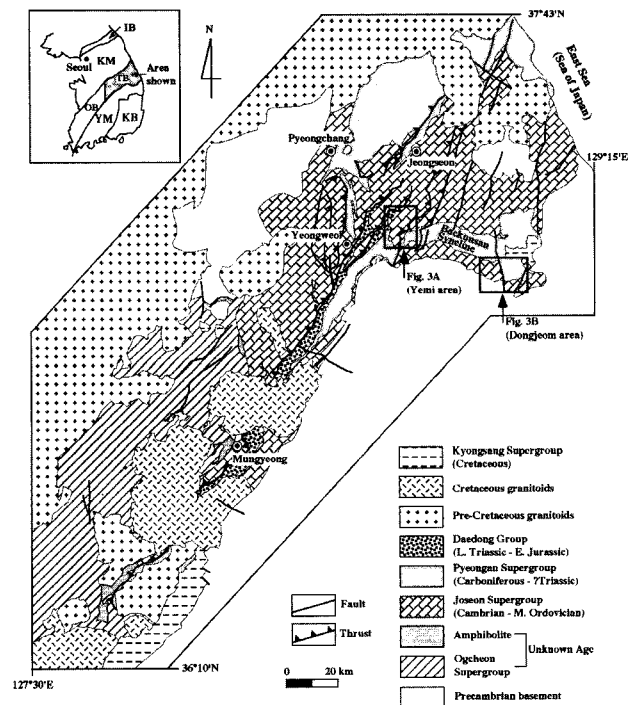 37°43'N
IB
KM
Seoul
TB
OB
YM
KB
Area
shown
N
East Sea
(Sea of Japan)
129°15'E
Pyeongchang
Jeongseon
Yeongweol
Backunsan
Syncline
Fig. 3A
(Yemi area)
Fig. 3B
(Dongjeom area)
Mungyeong
Kyongsang Supergroup
(Cretaceous)
Cretaceous granitoids
Pre-Cretaceous granitoids
Daedong Group
(L. Triassic - E. Jurassic)
Pyeongan Supergroup
(Carboniferous - ?Triassic)
Joseon Supergroup
(Cambrian - M. Ordovician)
Amphibolite
Unknown Age
Ogcheon
Supergroup
Precambrian basement
Fault
Thrust
0 20 km
36°10'N
127°30'E